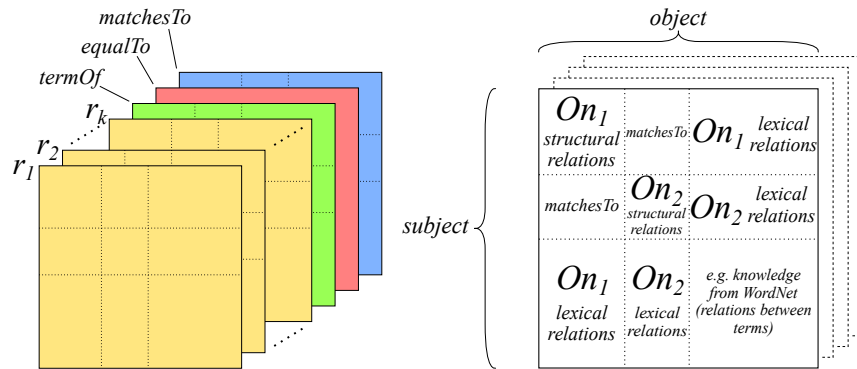 matchesTo
equalTo
termOf
r_k
r_2
r_1
object
subject
On_1
structural
relations
matchesTo
On_1 lexical
relations
matchesTo
On_2
structural
relations
On_2 lexical
relations
On_1
lexical
relations
On_2
lexical
relations
e.g. knowledge
from WordNet
(relations between
terms)